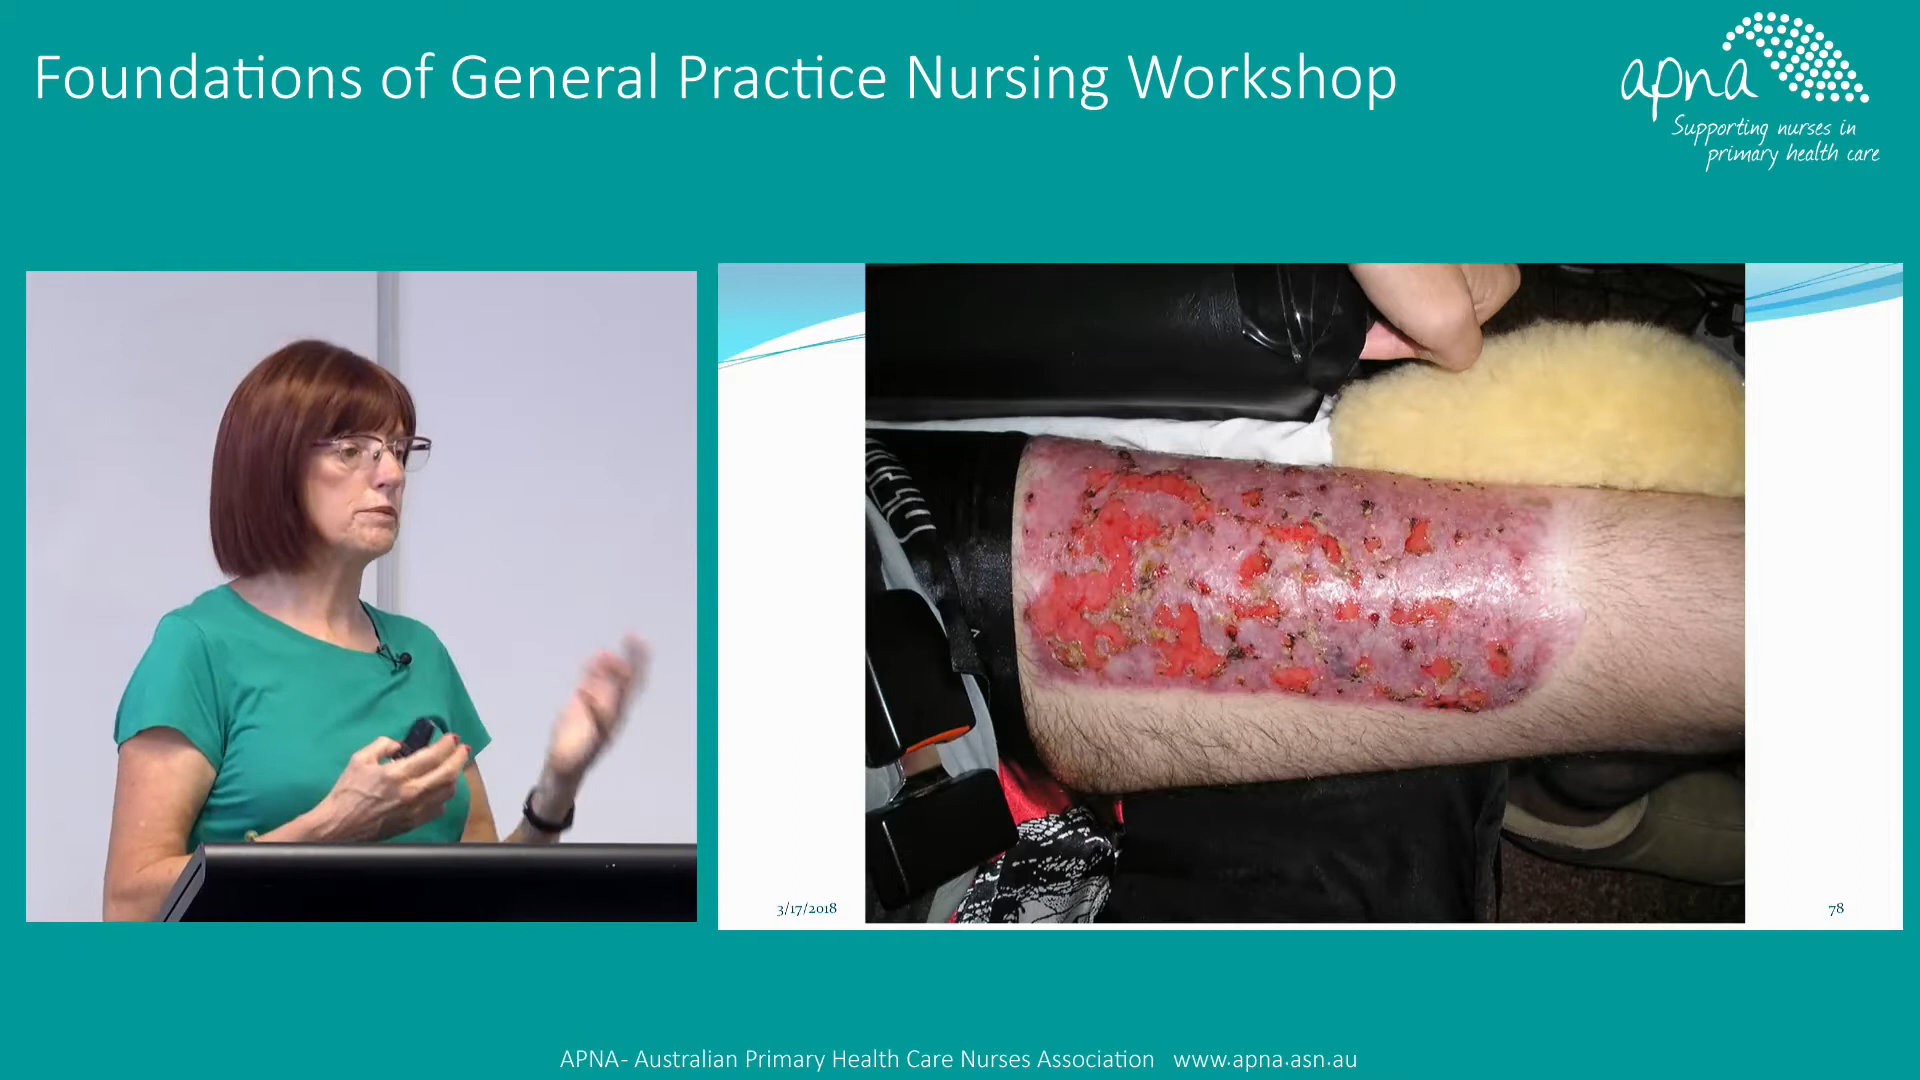 Foundations of General Practice Nursing Workshop
apna
Supporting nurses in
primary health care
3/17/2018
78
APNA- Australian Primary Health Care Nurses Association www.apna.asn.au